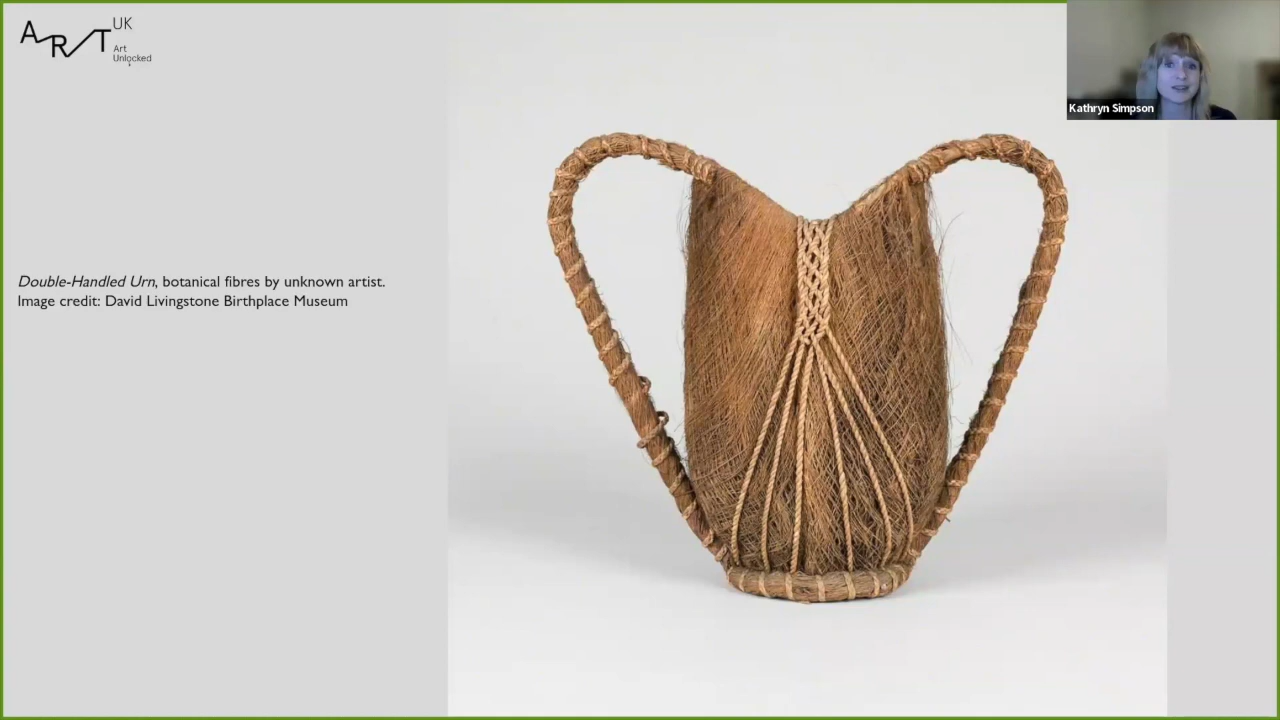 ART UK
Art
Unlocked
Kathryn Simpson
Double-Handled Urn, botanical fibres by unknown artist.
Image credit: David Livingstone Birthplace Museum